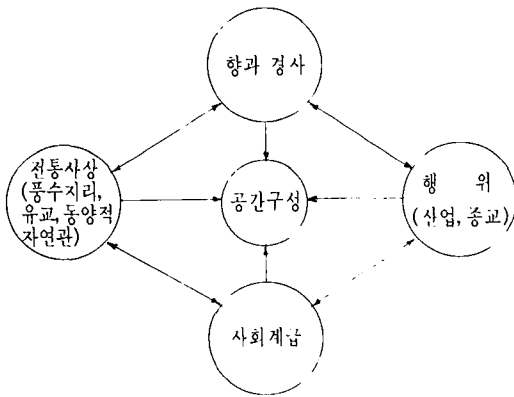 향과 경사
전통사상
(풍수지리,
유교, 동양적
자연관)
공간구성
행 위
(산업, 종교)
사회계급